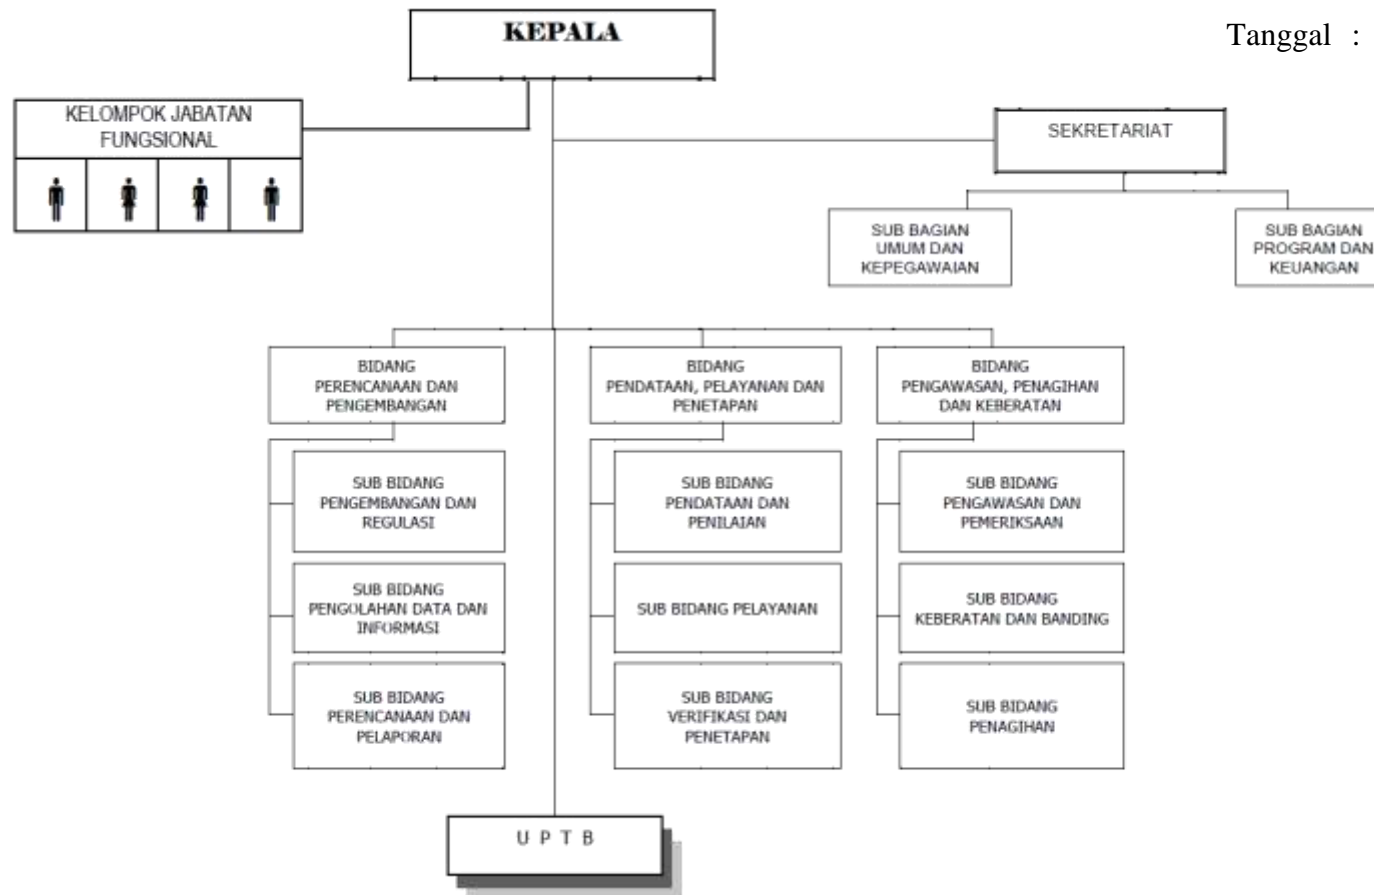 KEPALA
Tanggal :
KELOMPOK JABATAN
FUNGSIONAL
SEKRETARIAT
SUB BAGIAN
UMUM DAN
KEPEGAWAIAN
SUB BAGIAN
PROGRAM DAN
KEUANGAN
BIDANG
PERENCANAAN DAN
PENGEMBANGAN
BIDANG
PENDATAAN, PELAYANAN DAN
PENETAPAN
BIDANG
PENGAWASAN, PENAGIHAN
DAN KEBERATAN
SUB BIDANG
PENGEMBANGAN DAN
REGULASI
SUB BIDANG
PENDATAAN DAN
PENILAIAN
SUB BIDANG
PENGAWASAN DAN
PEMERIKSAAN
SUB BIDANG
PENGOLAHAN DATA DAN
INFORMASI
SUB BIDANG PELAYANAN
SUB BIDANG
KEBERATAN DAN BANDING
SUB BIDANG
PERENCANAAN DAN
PELAPORAN
SUB BIDANG
VERIFIKASI DAN
PENETAPAN
SUB BIDANG
PENAGIHAN
U P T B